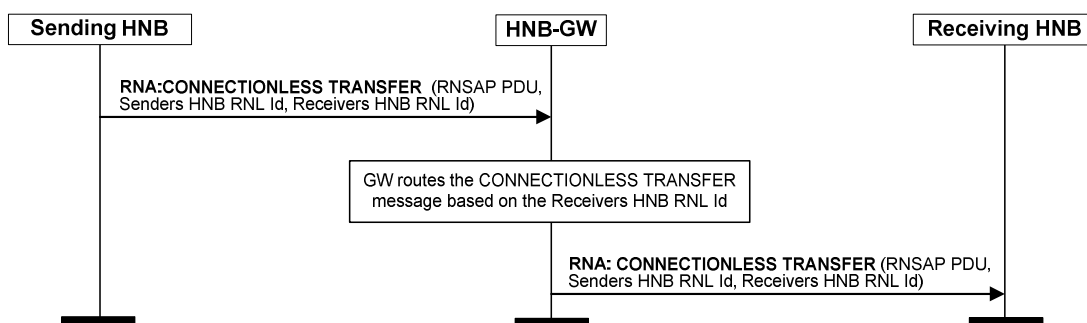 Sending HNB
HNB-GW
Receiving HNB
RNA:CONNECTIONLESS TRANSFER (RNSAP PDU,
Senders HNB RNL Id, Receivers HNB RNL Id)
GW routes the CONNECTIONLESS TRANSFER
message based on the Receivers HNB RNL Id
RNA: CONNECTIONLESS TRANSFER (RNSAP PDU,
Senders HNB RNL Id, Receivers HNB RNL Id)